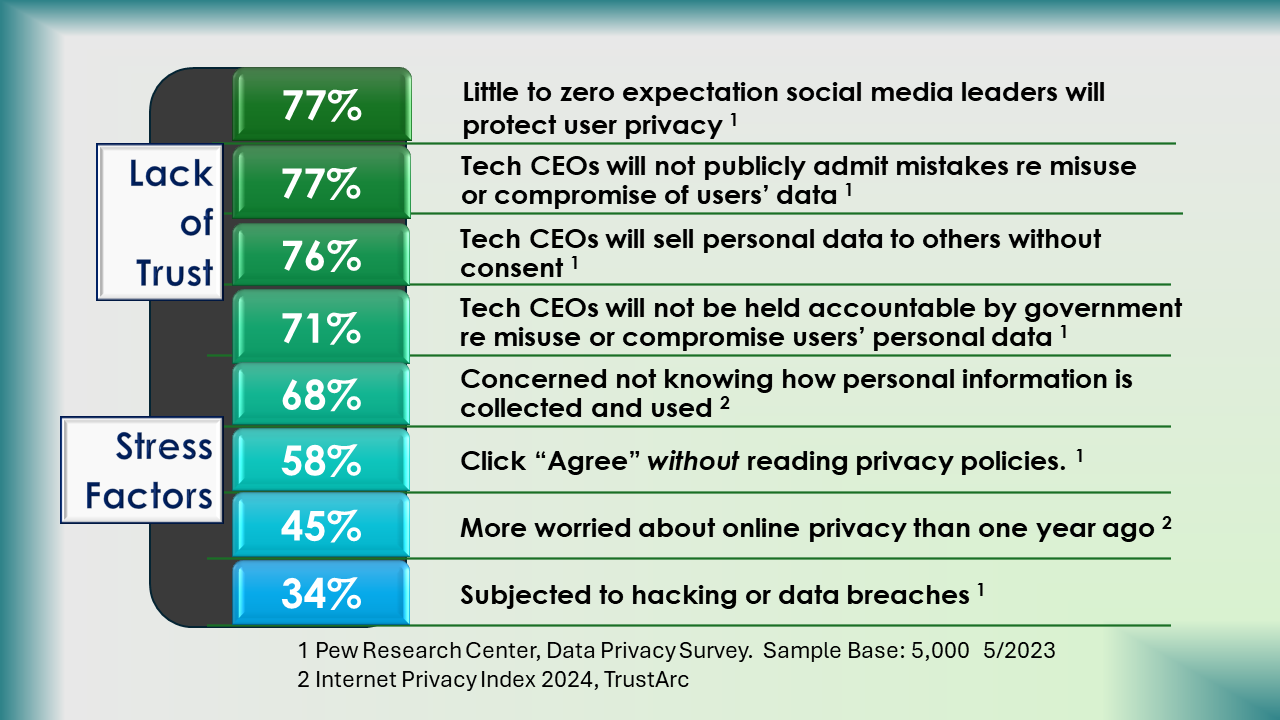 Lack
of
Trust
Stress
Factors
77%
Little to zero expectation social media leaders will
protect user privacy 1
77%
Tech CEOs will not publicly admit mistakes re misuse
or compromise of users’ data 1
76%
Tech CEOs will sell personal data to others without
consent 1
71%
Tech CEOs will not be held accountable by government
re misuse or compromise users’ personal data 1
68%
Concerned not knowing how personal information is
collected and used 2
58%
Click “Agree” without reading privacy policies. 1
45%
More worried about online privacy than one year ago 2
34%
Subjected to hacking or data breaches 1
1 Pew Research Center, Data Privacy Survey.  Sample Base: 5,000  5/2023
2 Internet Privacy Index 2024, TrustArc